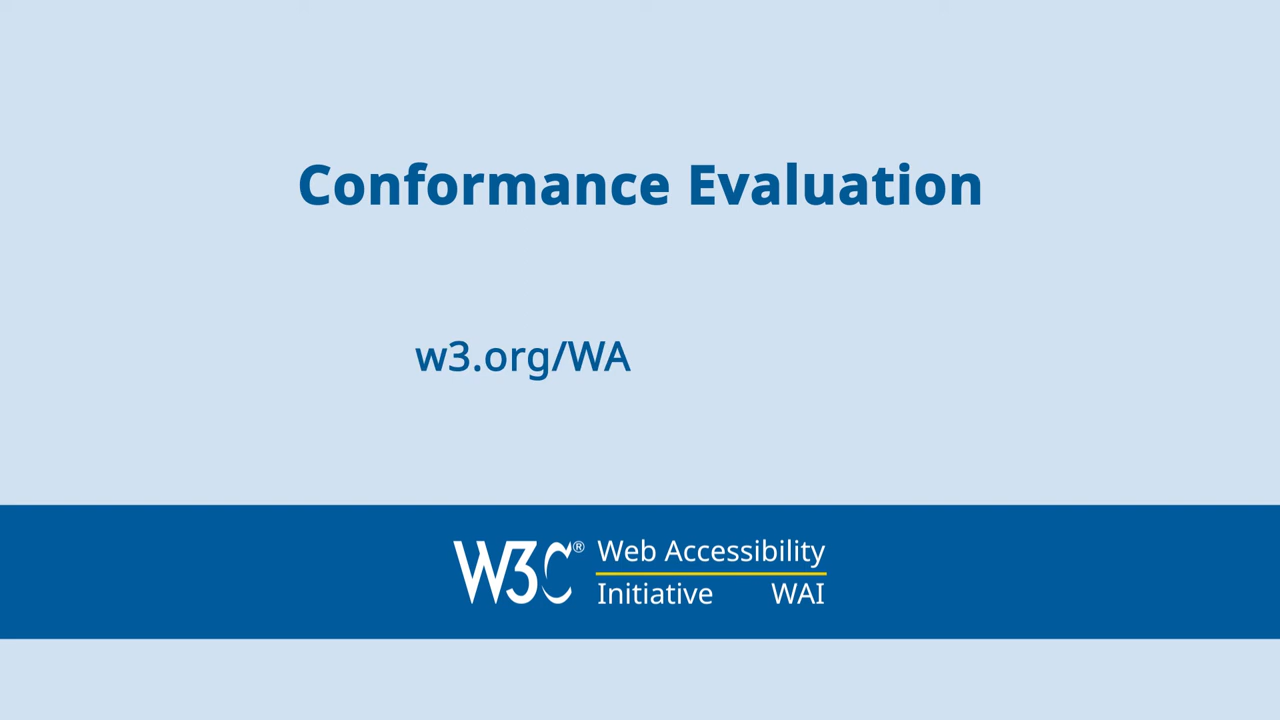 Conformance Evaluation
w3.org/WA
W3C® Web Accessibility
Initiative WAI